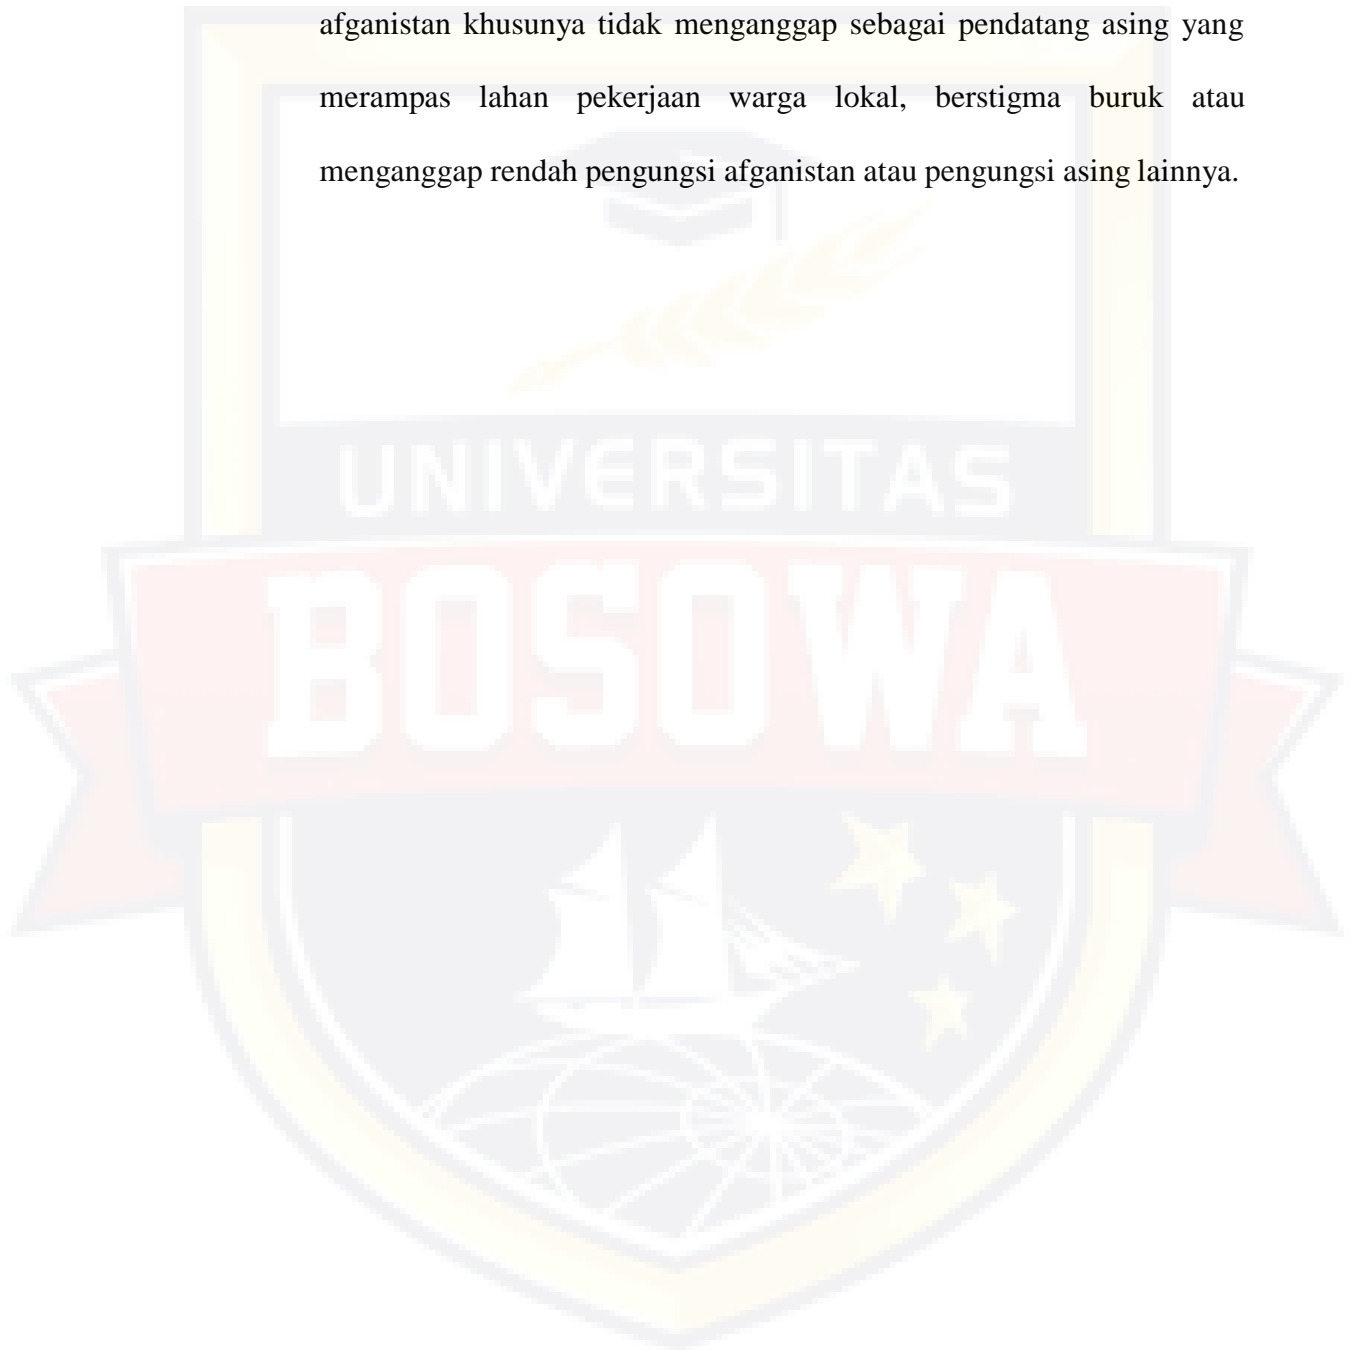 afganistan khusunya tidak menganggap sebagai pendatang asing yang
merampas lahan pekerjaan warga lokal, berstigma buruk atau
menganggap rendah pengungsi afganistan atau pengungsi asing lainnya.
UNIVERSITAS
BOSOWA